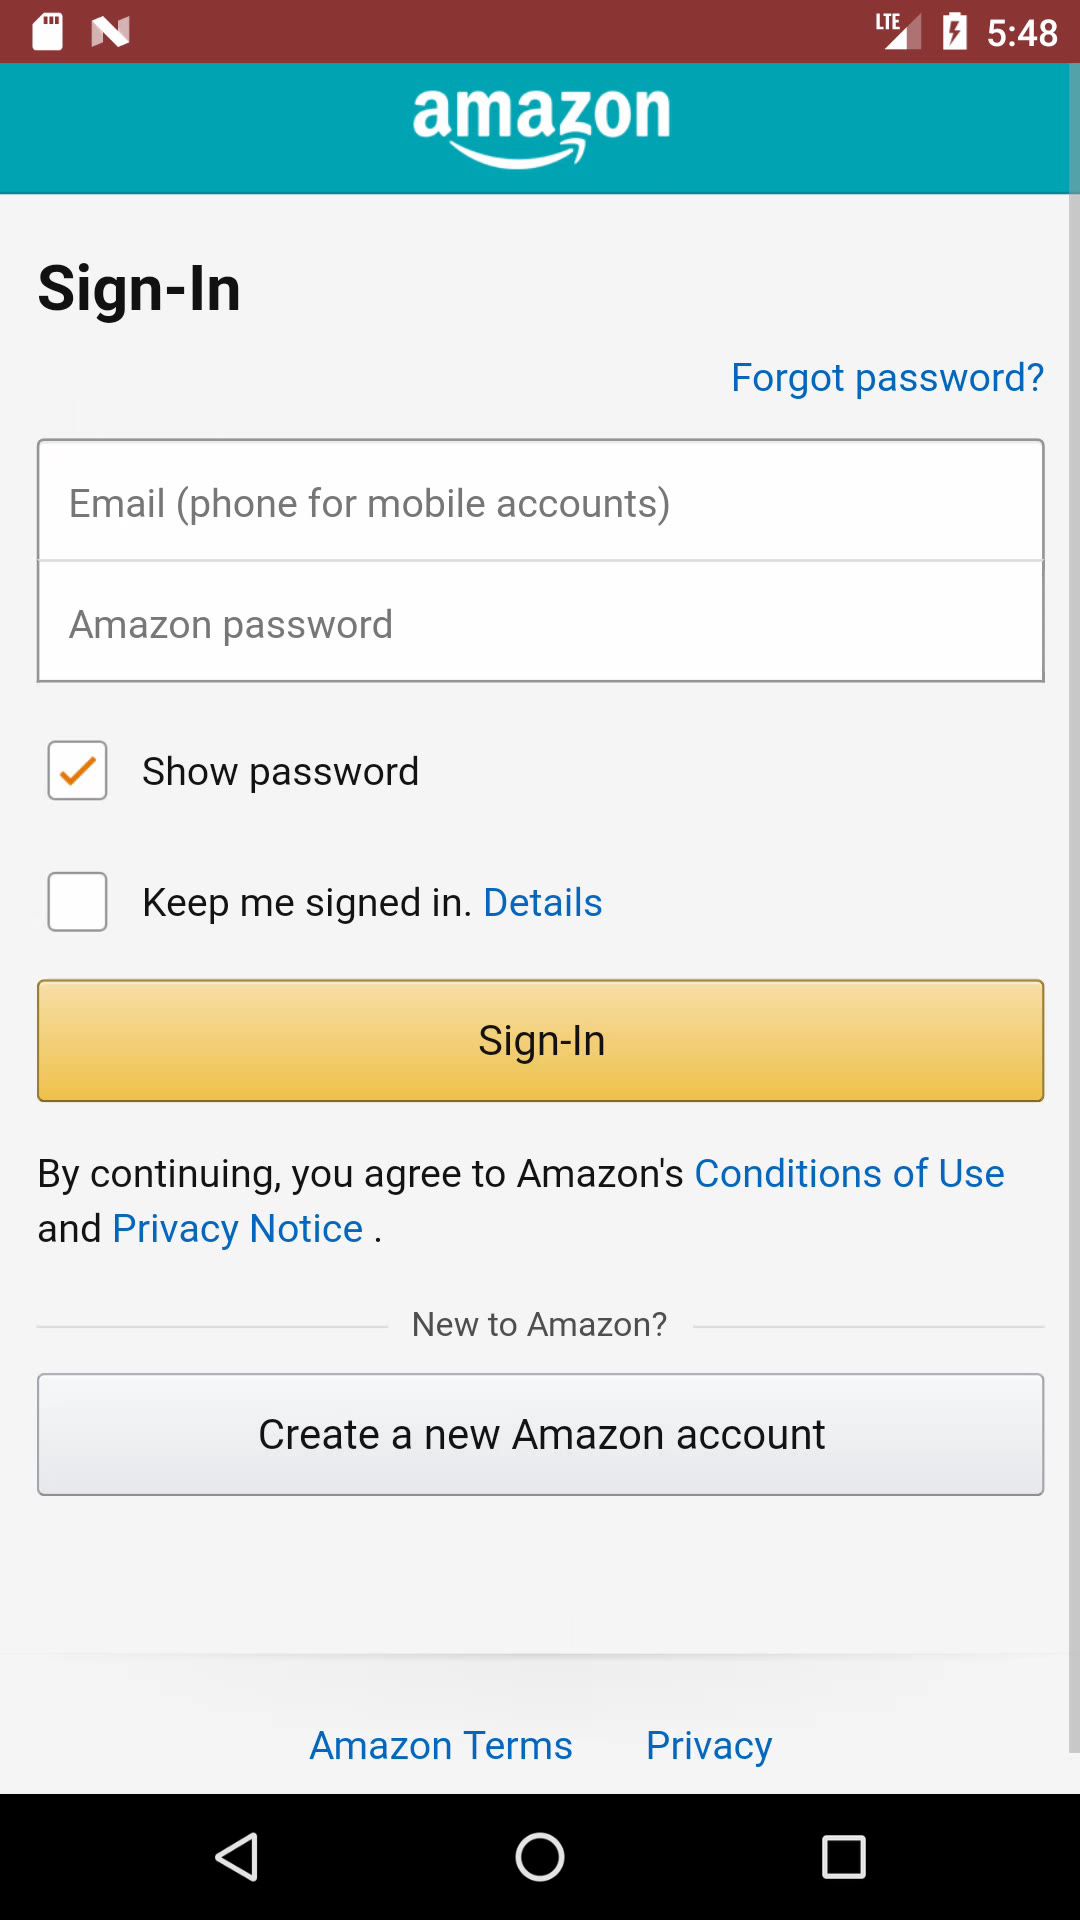 LTE 5:48
amazon
Sign-In
Forgot password?
Email (phone for mobile accounts)
Amazon password
Show password
Keep me signed in. Details
Sign-In
By continuing, you agree to Amazon's Conditions of Use
and Privacy Notice .
New to Amazon?
Create a new Amazon account
Amazon Terms Privacy